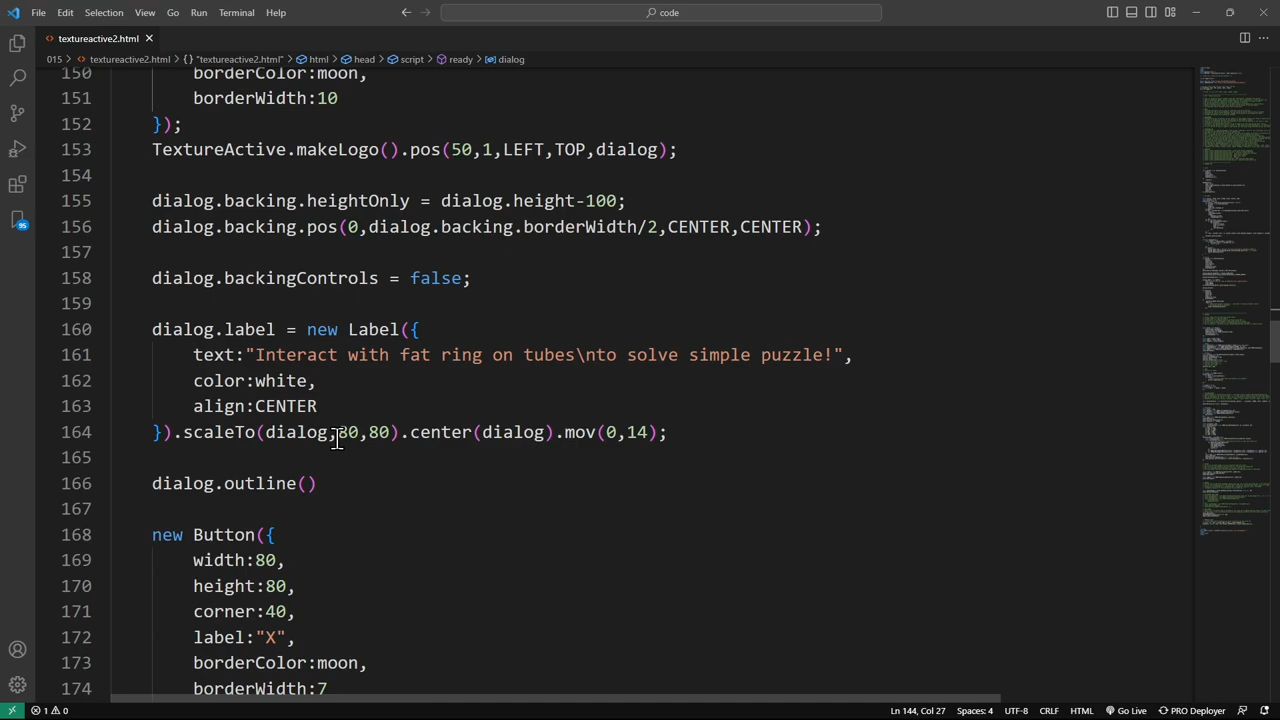 File Edit Selection View Go Run Terminal Help
code
textureactive2.html
015 > textureactive2.html > {} "textureactive2.html" > html > head > script > ready > dialog
150 borderColor:moon,
151 borderWidth:10
152 });
153 TextureActive.makeLogo().pos(50,1,LEFT,TOP,dialog);
154
155 dialog.backing.heightOnly = dialog.height-100;
156 dialog.backing.pos(0,dialog.backing.borderWidth/2,CENTER,CENTER);
157
158 dialog.backingControls = false;
159
160 dialog.label = new Label({
161 text:"Interact with fat ring on tubes\nto solve simple puzzle!",
162 color:white,
163 align:CENTER
164 }).scaleTo(dialog,80,80).center(dialog).mov(0,14);
165
166 dialog.outline()
167
168 new Button({
169 width:80,
170 height:80,
171 corner:40,
172 label:"X",
173 borderColor:moon,
174 borderWidth:7
95
1 0 Ln 144, Col 27 Spaces: 4 UTF-8 CRLF HTML Go Live PRO Deployer